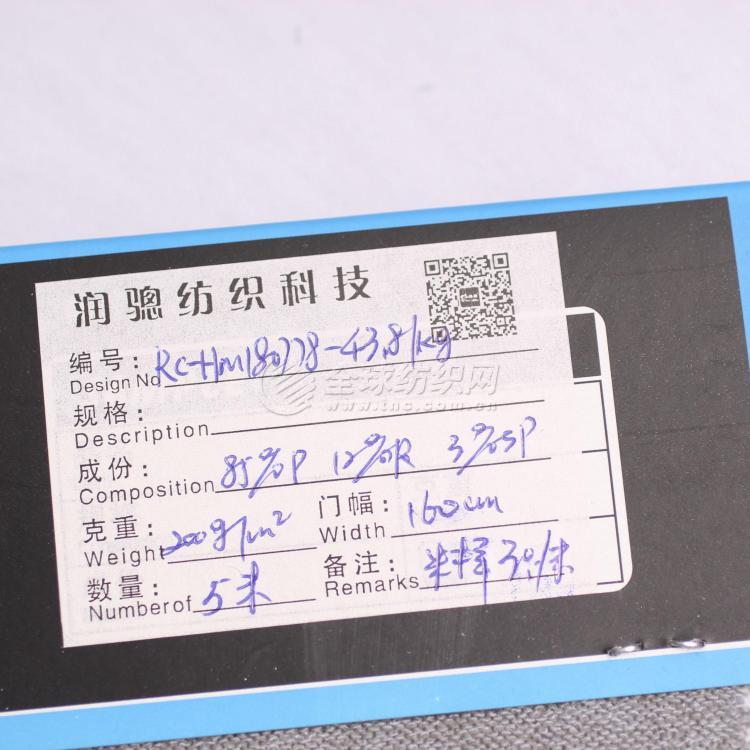 润骢纺织科技
编号: RC-HM180778-43.8/kg
Design No
全球纺织网
www.tnc.com.cn
规格:
Description
成份: 85%P 12%R 3%SP
Composition
克重: 200g/m² 门幅: 160cm
Weight Width
数量: 5米 备注:
Number of Remarks